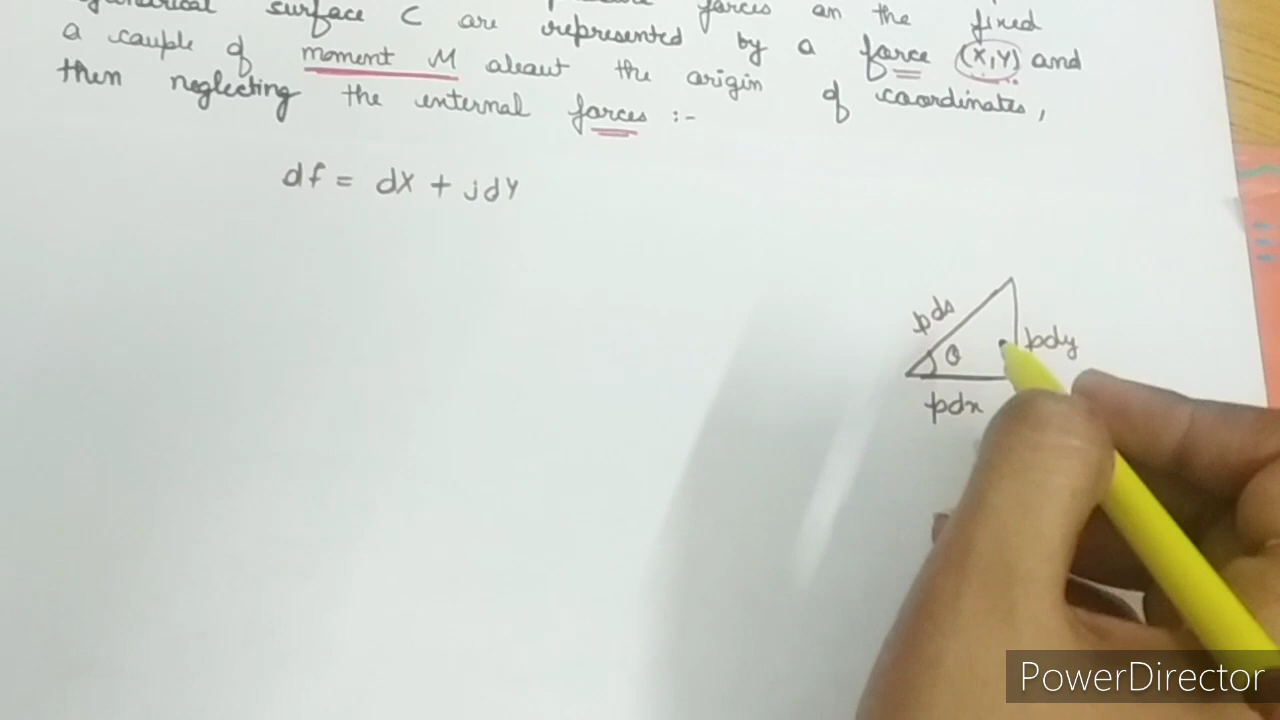 surface C are forces on the fixed
a couple of moment M about the represented by a force (X,Y) and
then neglecting the external forces :- origin of coordinates,
df = dX + jdY
pds
θ
pdy
pdx
PowerDirector